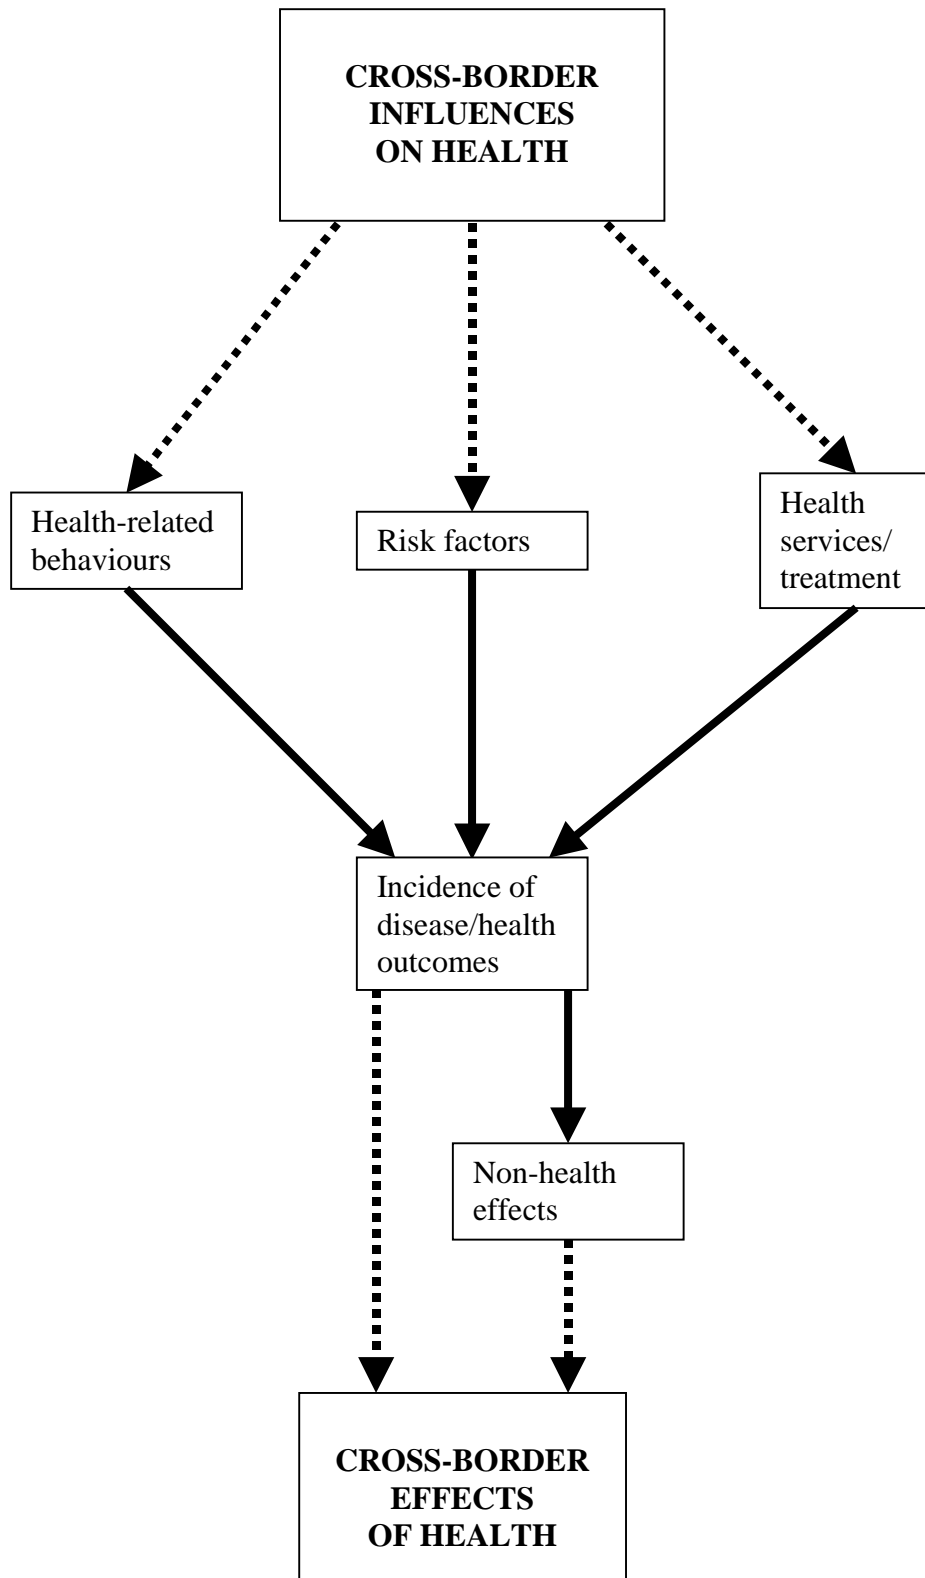 CROSS-BORDER
INFLUENCES
ON HEALTH
Health-related
behaviours
Risk factors
Health
services/
treatment
Incidence of
disease/health
outcomes
Non-health
effects
CROSS-BORDER
EFFECTS
OF HEALTH